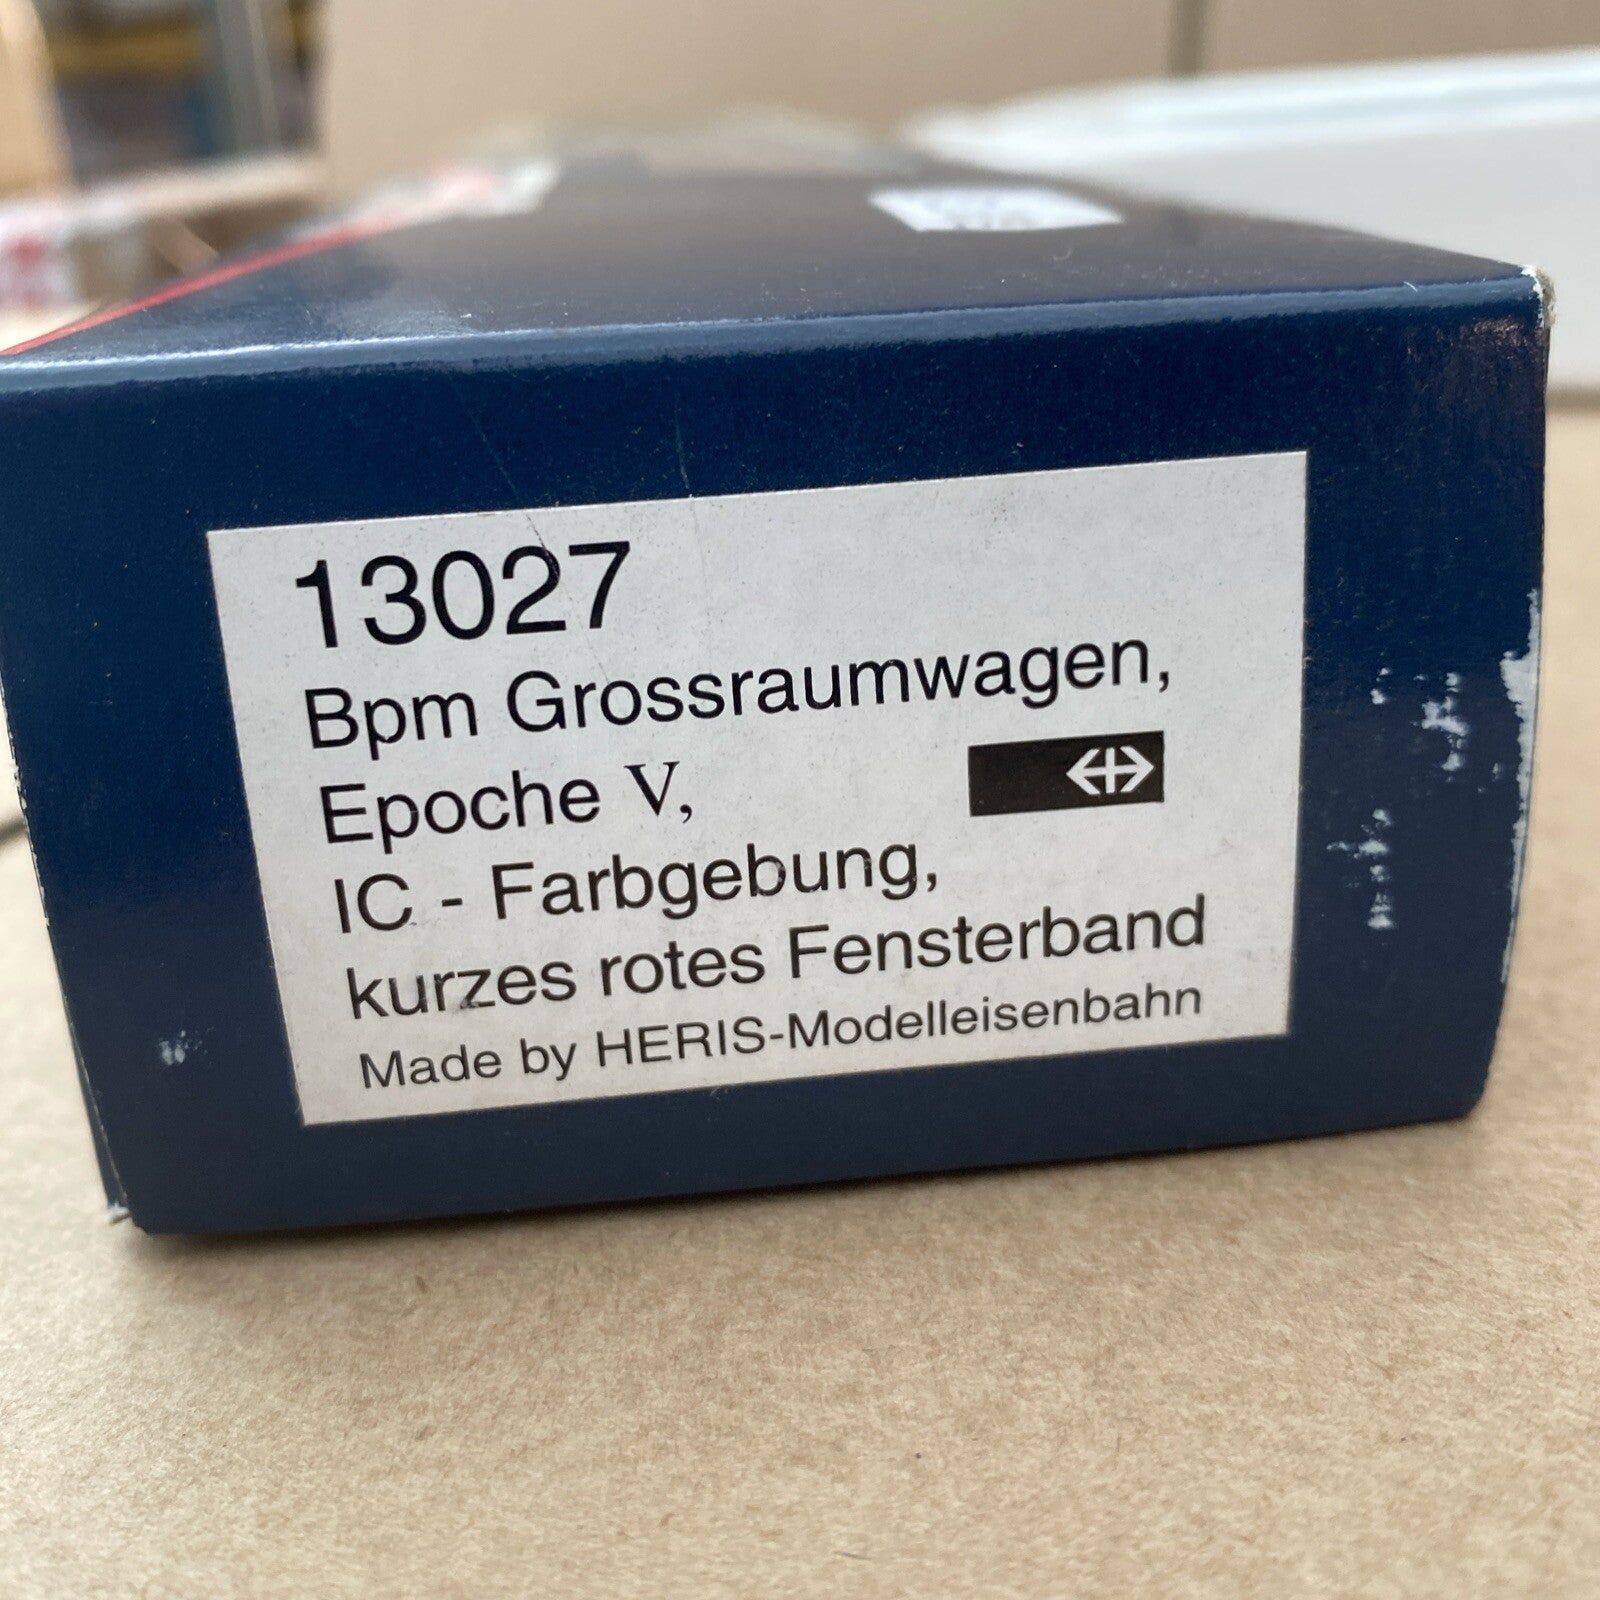 13027
Bpm Grossraumwagen,
Epoche V,
IC - Farbgebung,
kurzes rotes Fensterband
Made by HERIS-Modelleisenbahn